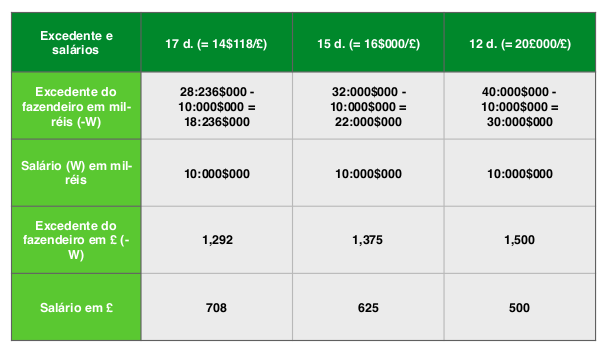 Excedente e
salários
17 d. (= 14$118/£)
15 d. (= 16$000/£)
12 d. (= 20£000/£)
Excedente do
fazendeiro em mil-
réis (-W)
28:236$000 -
10:000$000 =
18:236$000
32:000$000 -
10:000$000 =
22:000$000
40:000$000 -
10:000$000 =
30:000$000
Salário (W) em mil-
réis
10:000$000
10:000$000
10:000$000
Excedente do
fazendeiro em £ (-
W)
1,292
1,375
1,500
Salário em £
708
625
500